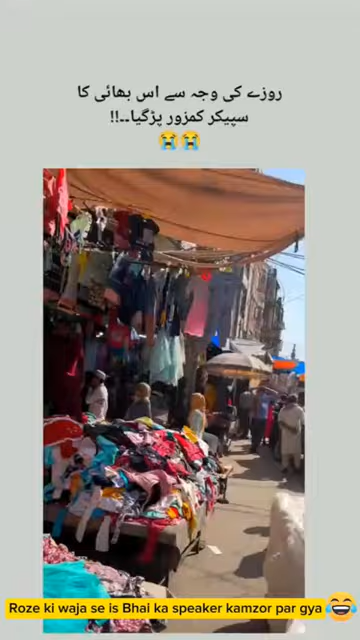 روزے کی وجہ سے اس بھائی کا
سپیکر کمزور پڑگیا۔۔!!
😭😭
Roze ki waja se is Bhai ka speaker kamzor par gya 😂